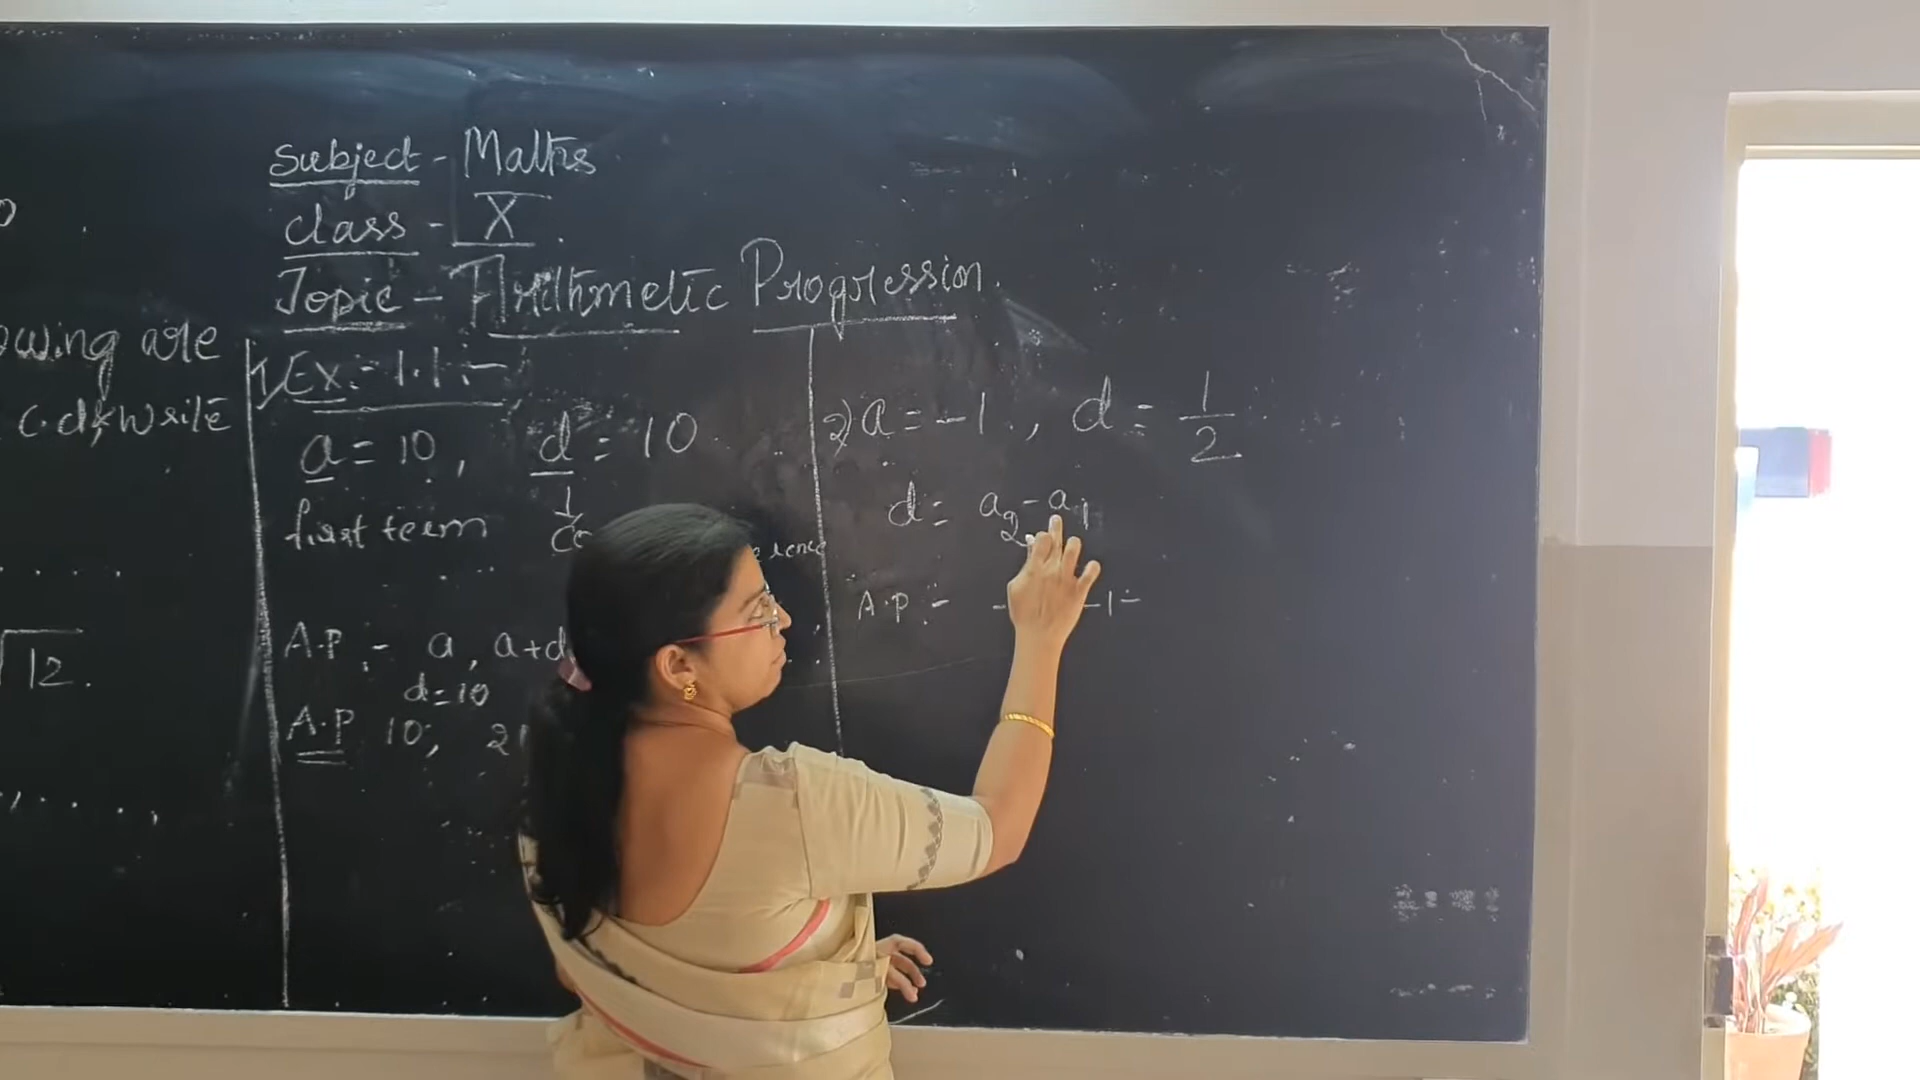 Subject - Maths
Class - X.
Topic - Arithmetic Progression.
owing are
c.d & write
. . . .
√12.
, . . . . ,
1) Ex:- 1.1 :-
a = 10, d = 10
first term
A.P :- a, a+d
d=10
A.P 10,
2) a = -1, d = 1/2
d = a₂ - a₁
A.P :-